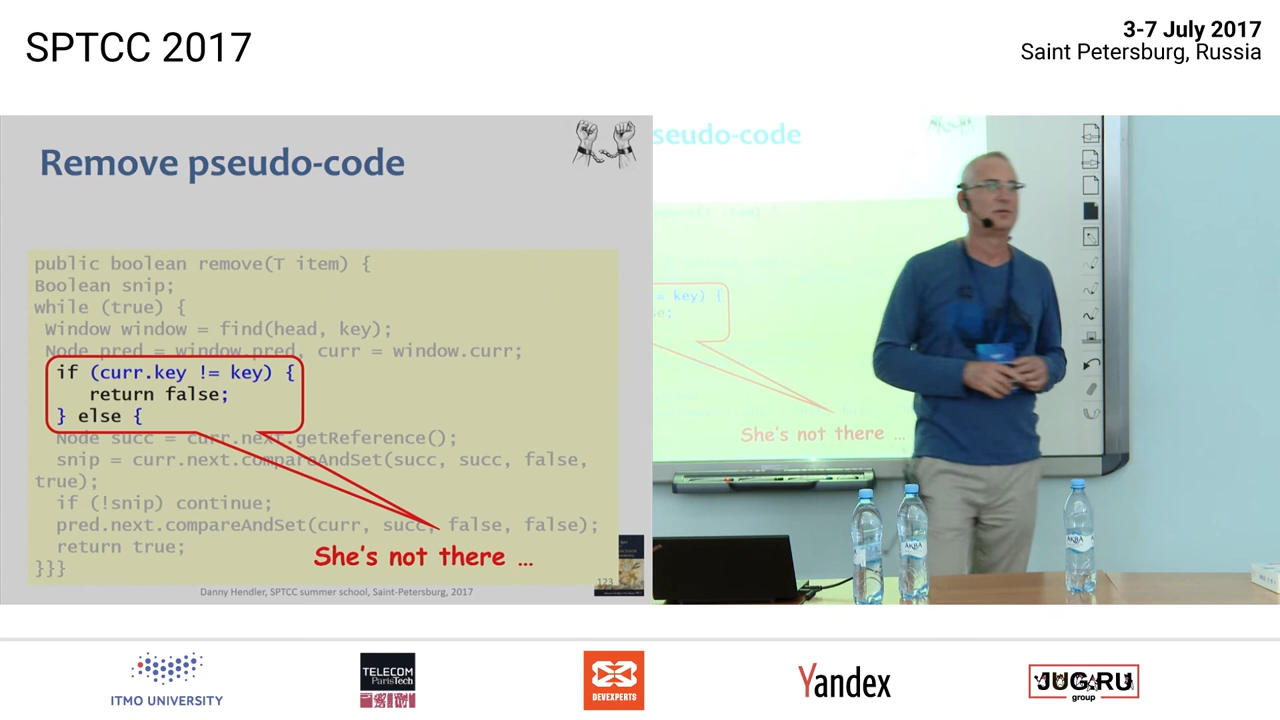 SPTCC 2017
3-7 July 2017
Saint Petersburg, Russia
Remove pseudo-code
public boolean remove(T item) {
Boolean snip;
while (true) {
Window window = find(head, key);
Node pred = window.pred, curr = window.curr;
if (curr.key != key) {
return false;
} else {
Node succ = curr.next.getReference();
snip = curr.next.compareAndSet(succ, succ, false,
true);
if (!snip) continue;
pred.next.compareAndSet(curr, succ, false, false);
return true;
}}}
She's not there ...
123
Danny Hendler, SPTCC summer school, Saint-Petersburg, 2017
seudo-code
= key) {
e;
She's not there ...
АКВА
ITMO UNIVERSITY
TELECOM
ParisTech
DEVEXPERTS
Yandex
JUG.RU
group